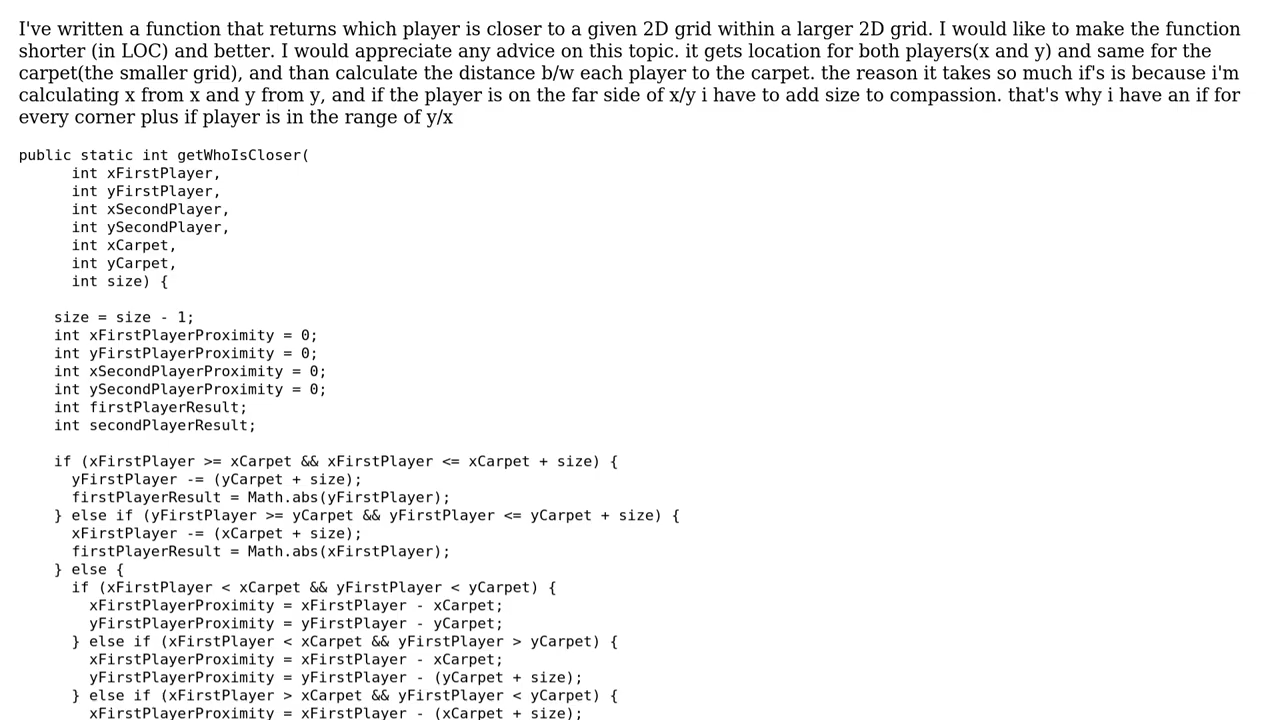 I've written a function that returns which player is closer to a given 2D grid within a larger 2D grid. I would like to make the function
shorter (in LOC) and better. I would appreciate any advice on this topic. it gets location for both players(x and y) and same for the
carpet(the smaller grid), and than calculate the distance b/w each player to the carpet. the reason it takes so much if's is because i'm
calculating x from x and y from y, and if the player is on the far side of x/y i have to add size to compassion. that's why i have an if for
every corner plus if player is in the range of y/x
public static int getWhoIsCloser(
      int xFirstPlayer,
      int yFirstPlayer,
      int xSecondPlayer,
      int ySecondPlayer,
      int xCarpet,
      int yCarpet,
      int size) {
    size = size - 1;
    int xFirstPlayerProximity = 0;
    int yFirstPlayerProximity = 0;
    int xSecondPlayerProximity = 0;
    int ySecondPlayerProximity = 0;
    int firstPlayerResult;
    int secondPlayerResult;
    if (xFirstPlayer >= xCarpet && xFirstPlayer <= xCarpet + size) {
      yFirstPlayer -= (yCarpet + size);
      firstPlayerResult = Math.abs(yFirstPlayer);
    } else if (yFirstPlayer >= yCarpet && yFirstPlayer <= yCarpet + size) {
      xFirstPlayer -= (xCarpet + size);
      firstPlayerResult = Math.abs(xFirstPlayer);
    } else {
      if (xFirstPlayer < xCarpet && yFirstPlayer < yCarpet) {
        xFirstPlayerProximity = xFirstPlayer - xCarpet;
        yFirstPlayerProximity = yFirstPlayer - yCarpet;
      } else if (xFirstPlayer < xCarpet && yFirstPlayer > yCarpet) {
        xFirstPlayerProximity = xFirstPlayer - xCarpet;
        yFirstPlayerProximity = yFirstPlayer - (yCarpet + size);
      } else if (xFirstPlayer > xCarpet && yFirstPlayer < yCarpet) {
        xFirstPlayerProximity = xFirstPlayer - (xCarpet + size);